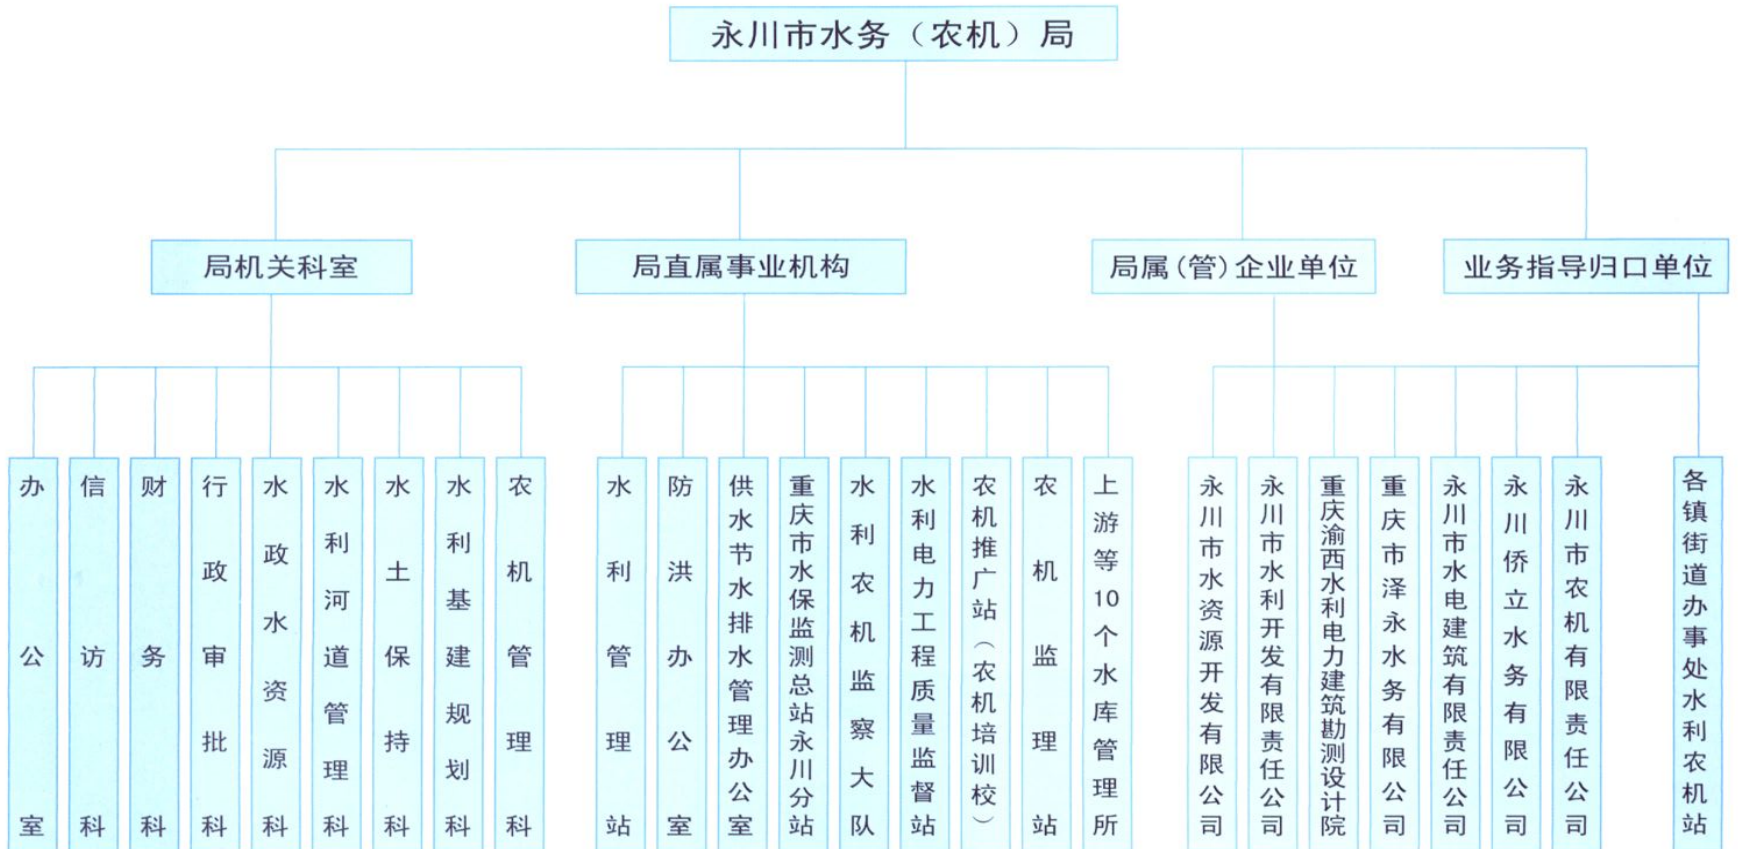 永川市水务（农机）局
局机关科室
局直属事业机构
局属(管)企业单位
业务指导归口单位
办公室
信访科
财务科
行政审批科
水政水资源科
水利河道管理科
水土保持科
水利基建规划科
农机管理科
水利管理站
防洪办公室
供水节水排水管理办公室
重庆市水保监测总站永川分站
水利农机监察大队
水利电力工程质量监督站
农机推广站（农机培训校）
农机监理站
上游等10个水库管理所
永川市水资源开发有限公司
永川市水利开发有限责任公司
重庆渝西水利电力建筑勘测设计院
重庆市泽永水务有限公司
永川市水电建筑有限责任公司
永川侨立水务有限公司
永川市农机有限责任公司
各镇街道办事处水利农机站